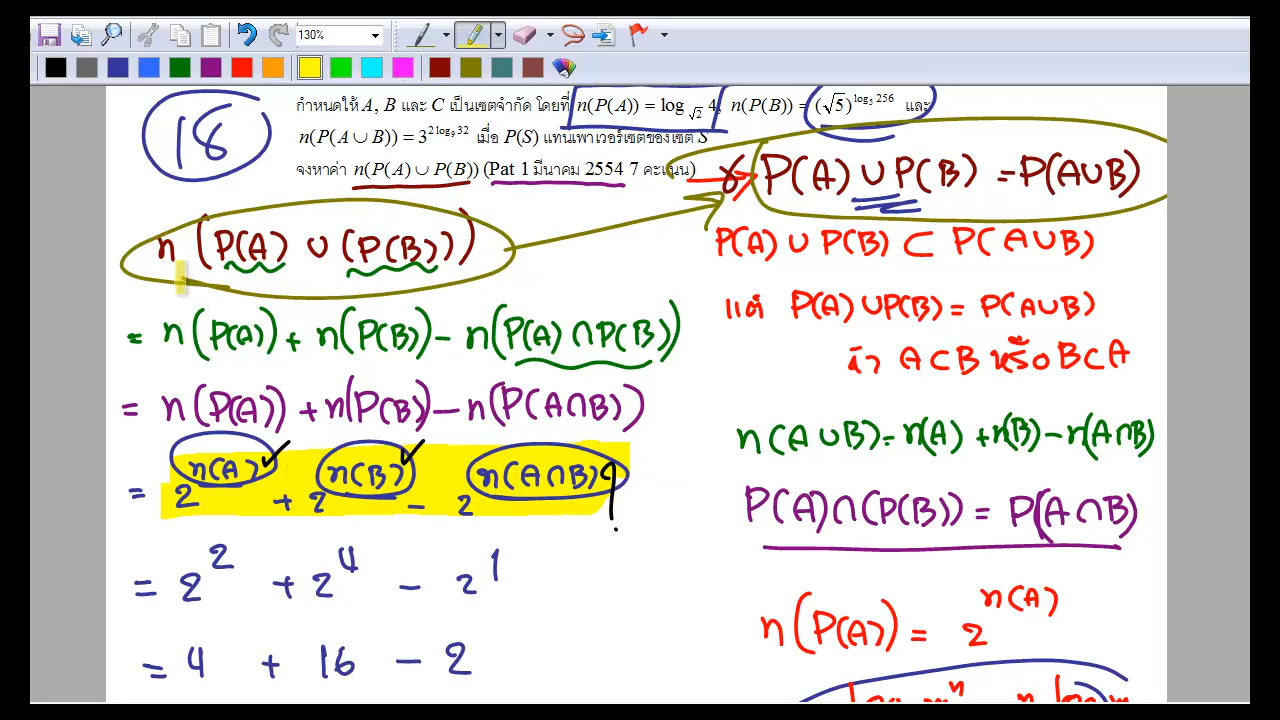 130%
18
กำหนดให้ A, B และ C เป็นเซตจำกัด โดยที่ n(P(A)) = log_√2 4, n(P(B)) = (√5)^log₅ 256 และ
n(P(A ∪ B)) = 3^2log₉ 32 เมื่อ P(S) แทนเพาเวอร์เซตของเซต S
จงหาค่า n(P(A) ∪ P(B)) (Pat 1 มีนาคม 2554 7 คะแนน)
P(A) ∪ P(B) = P(A∪B)
n(P(A) ∪ (P(B)))
P(A) ∪ P(B) ⊂ P(A∪B)
แต่ P(A)∪P(B) = P(A∪B)
ถ้า A⊂B หรือ B⊂A
= n(P(A)) + n(P(B)) − n(P(A)∩P(B))
= n(P(A)) + n(P(B)) − n(P(A∩B))
n(A∪B) = n(A) + n(B) − n(A∩B)
= 2^n(A) + 2^n(B) − 2^n(A∩B) ?
P(A)∩(P(B)) = P(A∩B)
= 2^2 + 2^4 − 2^1
n(P(A)) = 2^n(A)
= 4 + 16 − 2